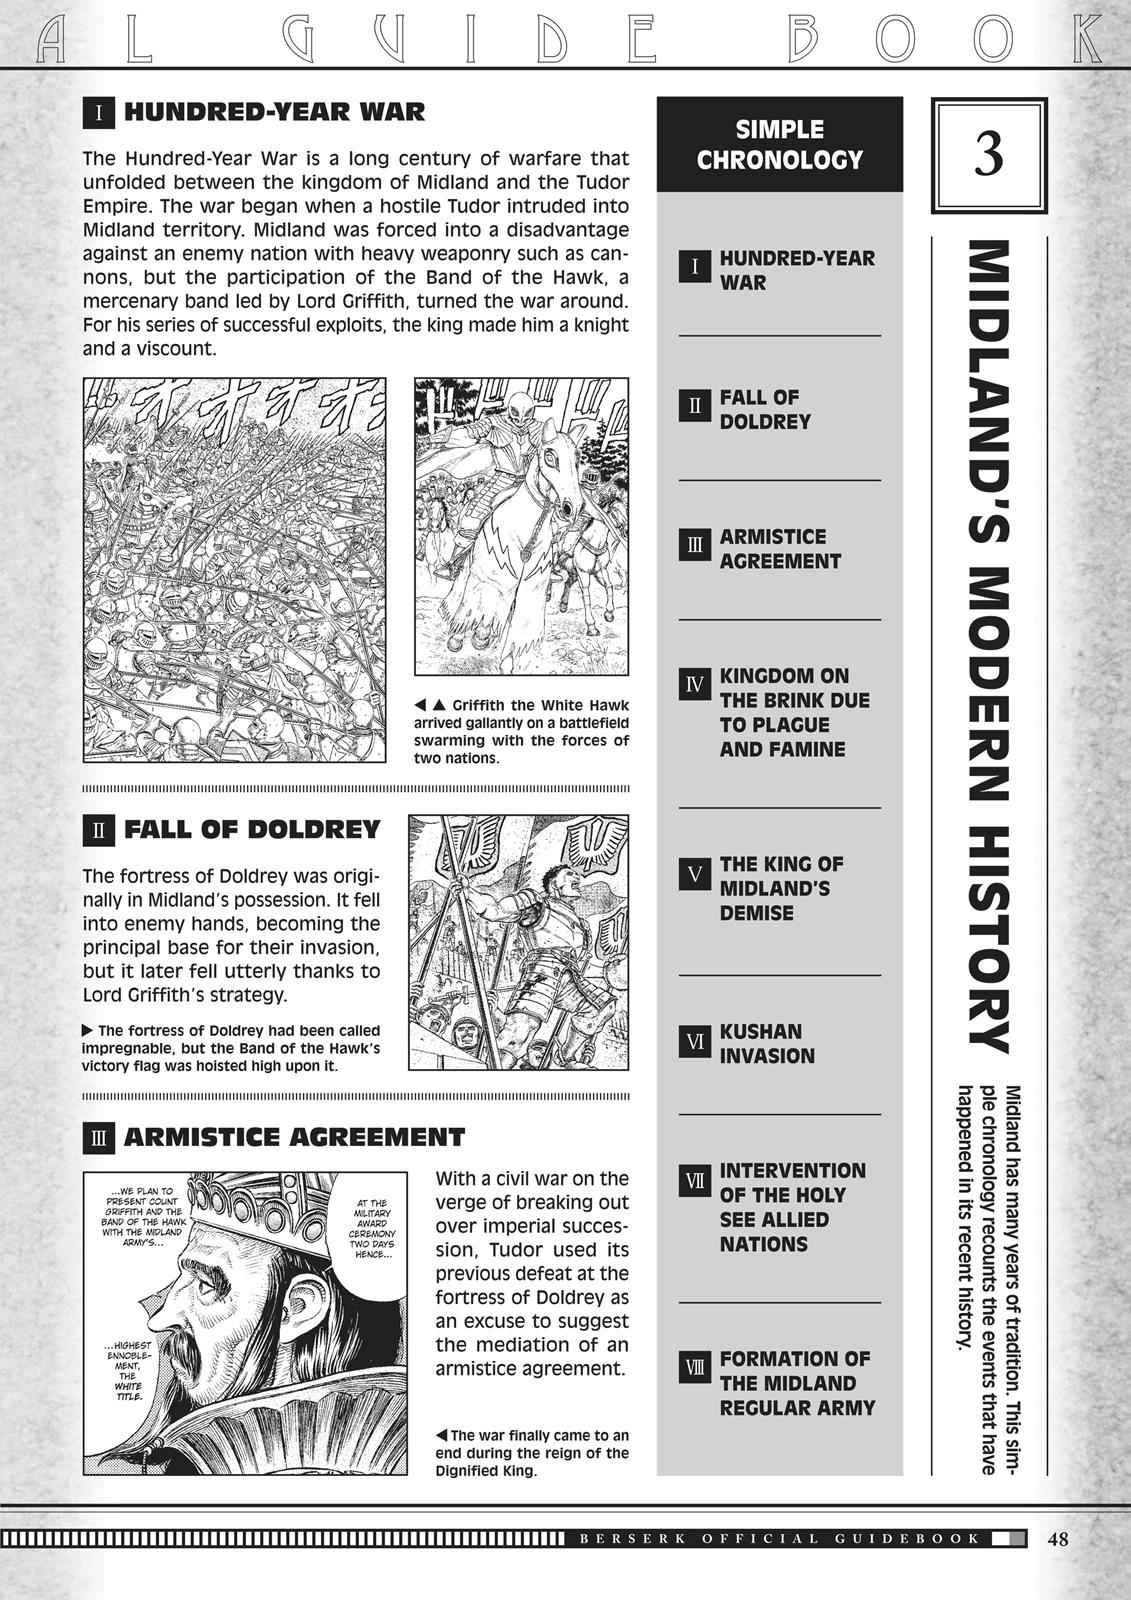 AL GUIDE BOOK
I HUNDRED-YEAR WAR
The Hundred-Year War is a long century of warfare that
unfolded between the kingdom of Midland and the Tudor
Empire. The war began when a hostile Tudor intruded into
Midland territory. Midland was forced into a disadvantage
against an enemy nation with heavy weaponry such as can-
nons, but the participation of the Band of the Hawk, a
mercenary band led by Lord Griffith, turned the war around.
For his series of successful exploits, the king made him a knight
and a viscount.
◀ ▲ Griffith the White Hawk
arrived gallantly on a battlefield
swarming with the forces of
two nations.
II FALL OF DOLDREY
The fortress of Doldrey was origi-
nally in Midland's possession. It fell
into enemy hands, becoming the
principal base for their invasion,
but it later fell utterly thanks to
Lord Griffith's strategy.
▶ The fortress of Doldrey had been called
impregnable, but the Band of the Hawk's
victory flag was hoisted high upon it.
III ARMISTICE AGREEMENT
AT THE
MILITARY
AWARD
CEREMONY
TWO DAYS
HENCE...
...WE PLAN TO
PRESENT COUNT
GRIFFITH AND THE
BAND OF THE HAWK
WITH THE MIDLAND
ARMY'S...
...HIGHEST
ENNOBLE-
MENT,
THE
WHITE
TITLE.
With a civil war on the
verge of breaking out
over imperial succes-
sion, Tudor used its
previous defeat at the
fortress of Doldrey as
an excuse to suggest
the mediation of an
armistice agreement.
◀ The war finally came to an
end during the reign of the
Dignified King.
SIMPLE
CHRONOLOGY
I HUNDRED-YEAR
WAR
II FALL OF
DOLDREY
III ARMISTICE
AGREEMENT
IV KINGDOM ON
THE BRINK DUE
TO PLAGUE
AND FAMINE
V THE KING OF
MIDLAND'S
DEMISE
VI KUSHAN
INVASION
VII INTERVENTION
OF THE HOLY
SEE ALLIED
NATIONS
VIII FORMATION OF
THE MIDLAND
REGULAR ARMY
3
MIDLAND'S MODERN HISTORY
Midland has many years of tradition. This sim-
ple chronology recounts the events that have
happened in its recent history.
BERSERK OFFICIAL GUIDEBOOK
48